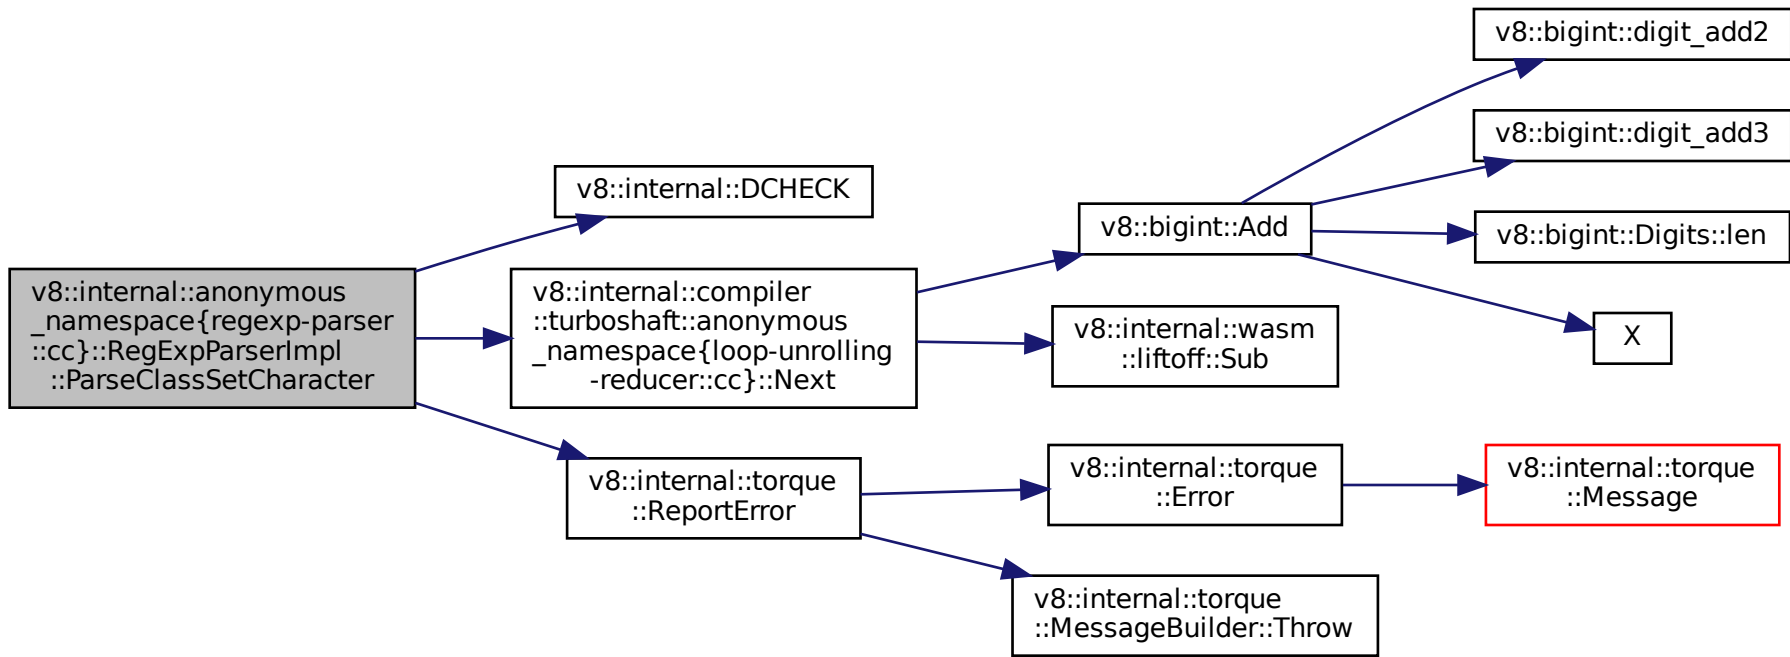 v8::internal::anonymous
_namespace{regexp-parser
::cc}::RegExpParserImpl
::ParseClassSetCharacter
v8::internal::DCHECK
v8::internal::compiler
::turboshaft::anonymous
_namespace{loop-unrolling
-reducer::cc}::Next
v8::internal::torque
::ReportError
v8::bigint::Add
v8::internal::wasm
::liftoff::Sub
v8::internal::torque
::Error
v8::internal::torque
::MessageBuilder::Throw
v8::bigint::digit_add2
v8::bigint::digit_add3
v8::bigint::Digits::len
X
v8::internal::torque
::Message